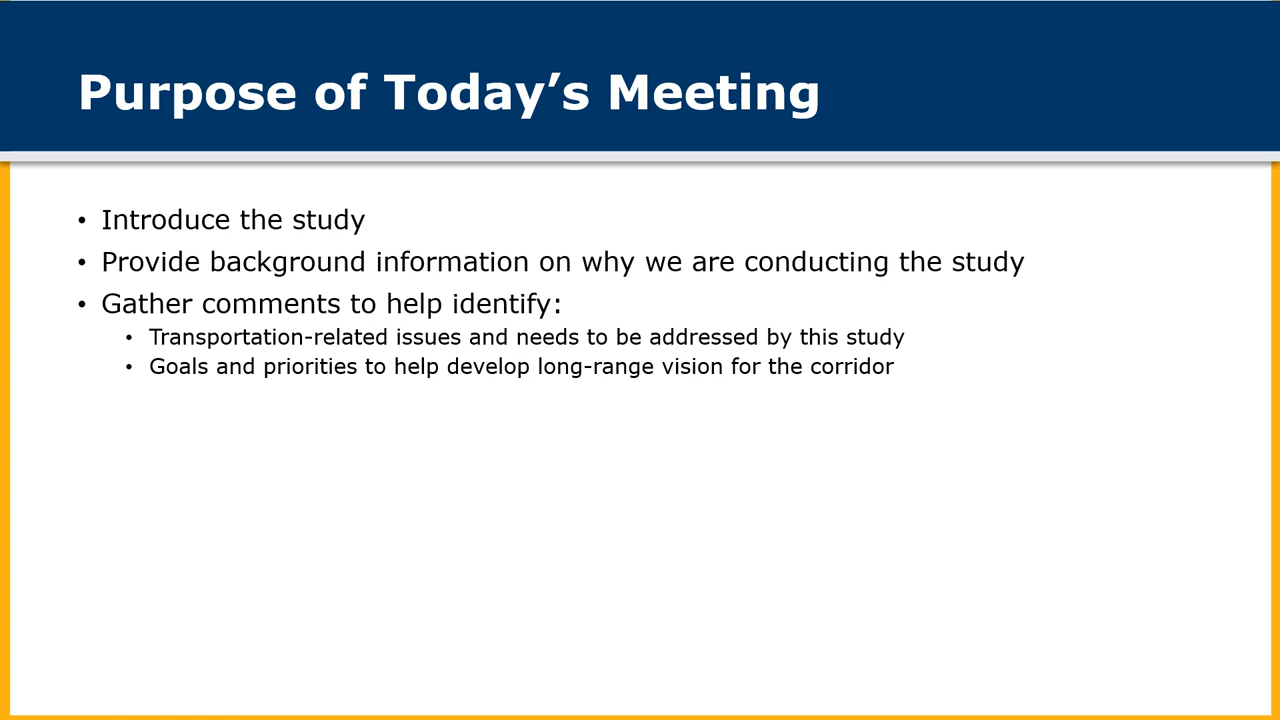 Purpose of Today’s Meeting
• Introduce the study
• Provide background information on why we are conducting the study
• Gather comments to help identify:
• Transportation-related issues and needs to be addressed by this study
• Goals and priorities to help develop long-range vision for the corridor